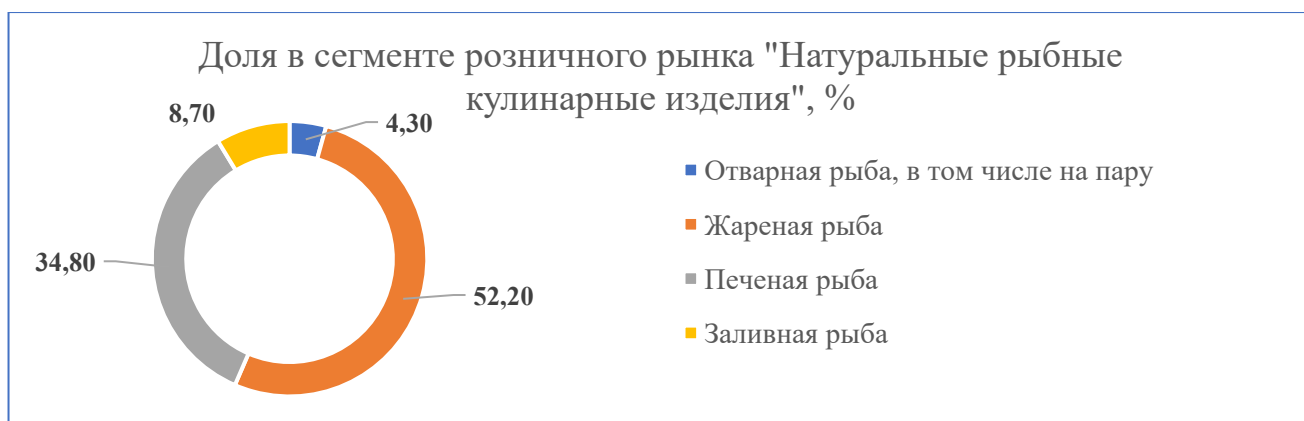 Доля в сегменте розничного рынка "Натуральные рыбные
кулинарные изделия", %
8,70
4,30
34,80
52,20
Отварная рыба, в том числе на пару
Жареная рыба
Печеная рыба
Заливная рыба